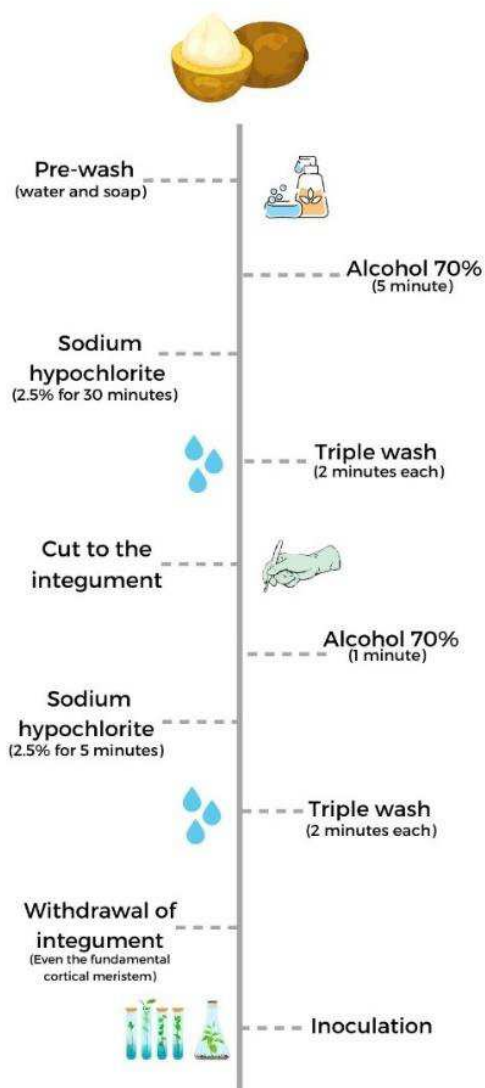 Pre-wash
(water and soap)
Alcohol 70%
(5 minute)
Sodium
hypochlorite
(2.5% for 30 minutes)
Triple wash
(2 minutes each)
Cut to the
integument
Alcohol 70%
(1 minute)
Sodium
hypochlorite
(2.5% for 5 minutes)
Triple wash
(2 minutes each)
Withdrawal of
integument
(Even the fundamental
cortical meristem)
Inoculation